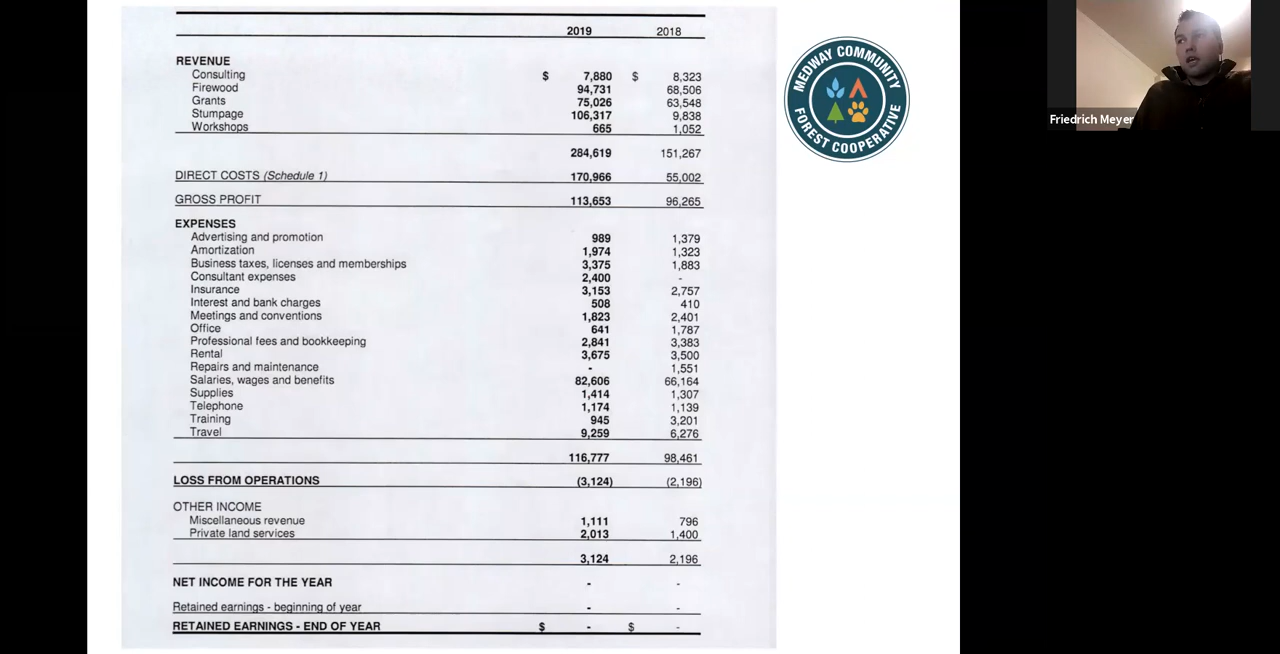 2019 2018
REVENUE
Consulting $ 7,880 $ 8,323
Firewood 94,731 68,506
Grants 75,026 63,548
Stumpage 106,317 9,838
Workshops 665 1,052
284,619 151,267
DIRECT COSTS (Schedule 1) 170,966 55,002
GROSS PROFIT 113,653 96,265
EXPENSES
Advertising and promotion 989 1,379
Amortization 1,974 1,323
Business taxes, licenses and memberships 3,375 1,883
Consultant expenses 2,400 -
Insurance 3,153 2,757
Interest and bank charges 508 410
Meetings and conventions 1,823 2,401
Office 641 1,787
Professional fees and bookkeeping 2,841 3,383
Rental 3,675 3,500
Repairs and maintenance - 1,551
Salaries, wages and benefits 82,606 66,164
Supplies 1,414 1,307
Telephone 1,174 1,139
Training 945 3,201
Travel 9,259 6,276
116,777 98,461
LOSS FROM OPERATIONS (3,124) (2,196)
OTHER INCOME
Miscellaneous revenue 1,111 796
Private land services 2,013 1,400
3,124 2,196
NET INCOME FOR THE YEAR - -
Retained earnings - beginning of year - -
RETAINED EARNINGS - END OF YEAR $ - $ -
MEDWAY COMMUNITY
FOREST COOPERATIVE
Friedrich Meyer